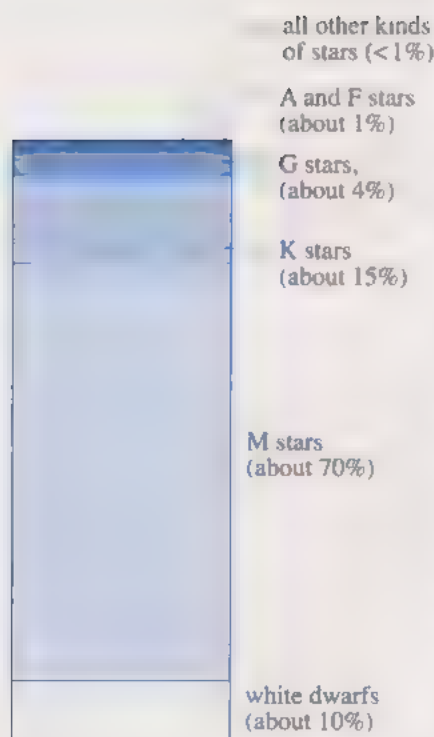 all other kinds
of stars (<1%)
A and F stars
(about 1%)
G stars,
(about 4%)
K stars
(about 15%)
M stars
(about 70%)
white dwarfs
(about 10%)